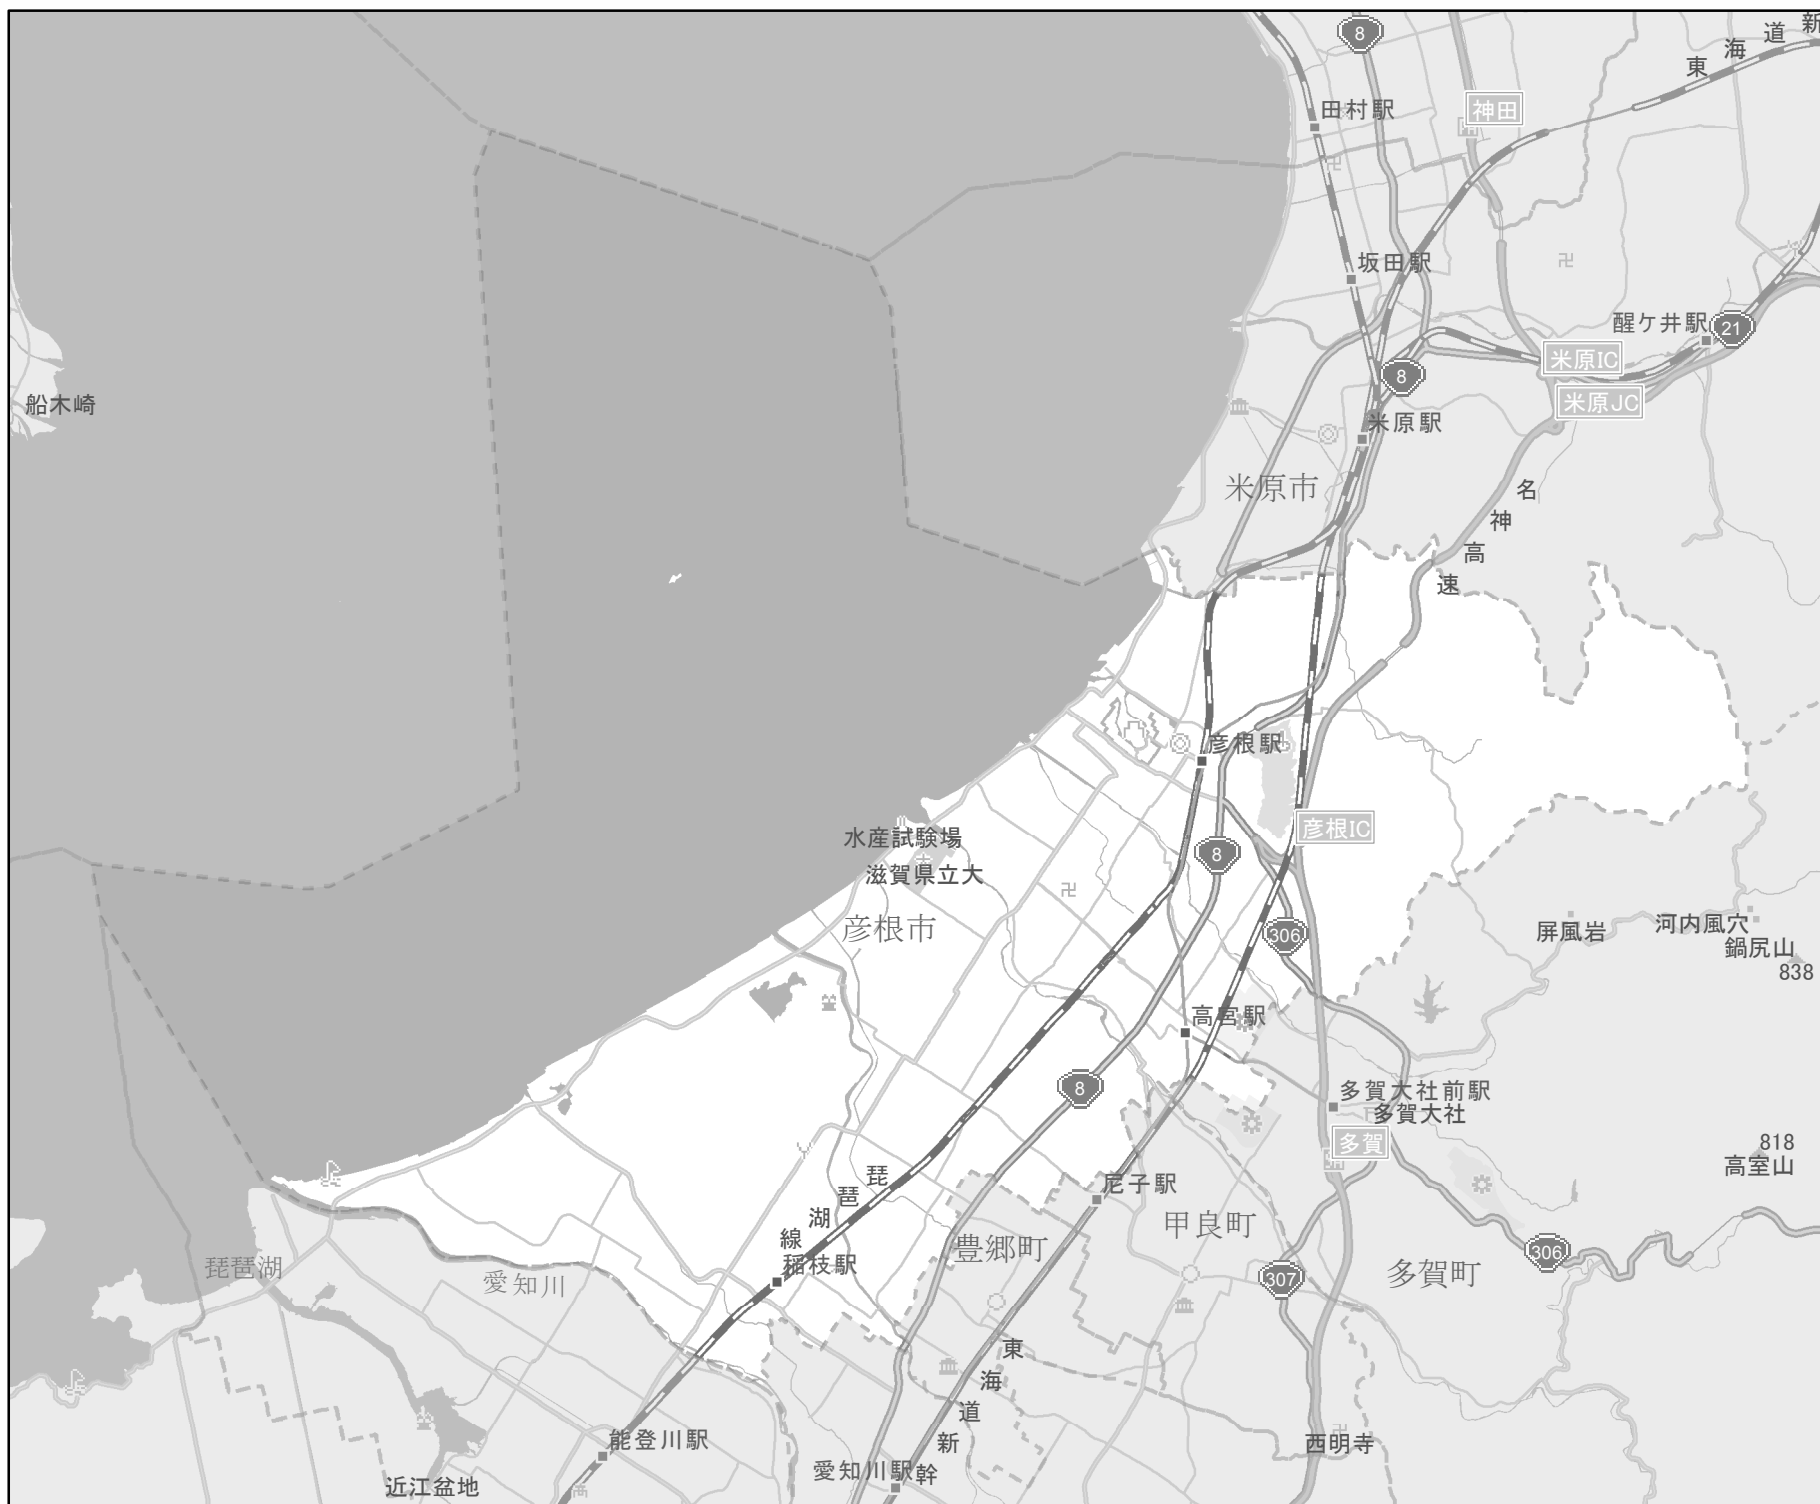 8
東海道新
神田
田村駅
坂田駅
醒ケ井駅
21
米原IC
8
米原JC
船木崎
米原駅
米原市
名神高速
彦根駅
彦根IC
水産試験場
8
滋賀県立大
彦根市
306
屏風岩
河内風穴
鍋尻山
838
高宮駅
8
多賀大社前駅
多賀大社
多賀
818
高室山
琵琶湖線
尼子駅
甲良町
豊郷町
306
琵琶湖
愛知川
稲枝駅
307
多賀町
東海道新幹
能登川駅
西明寺
愛知川駅
近江盆地